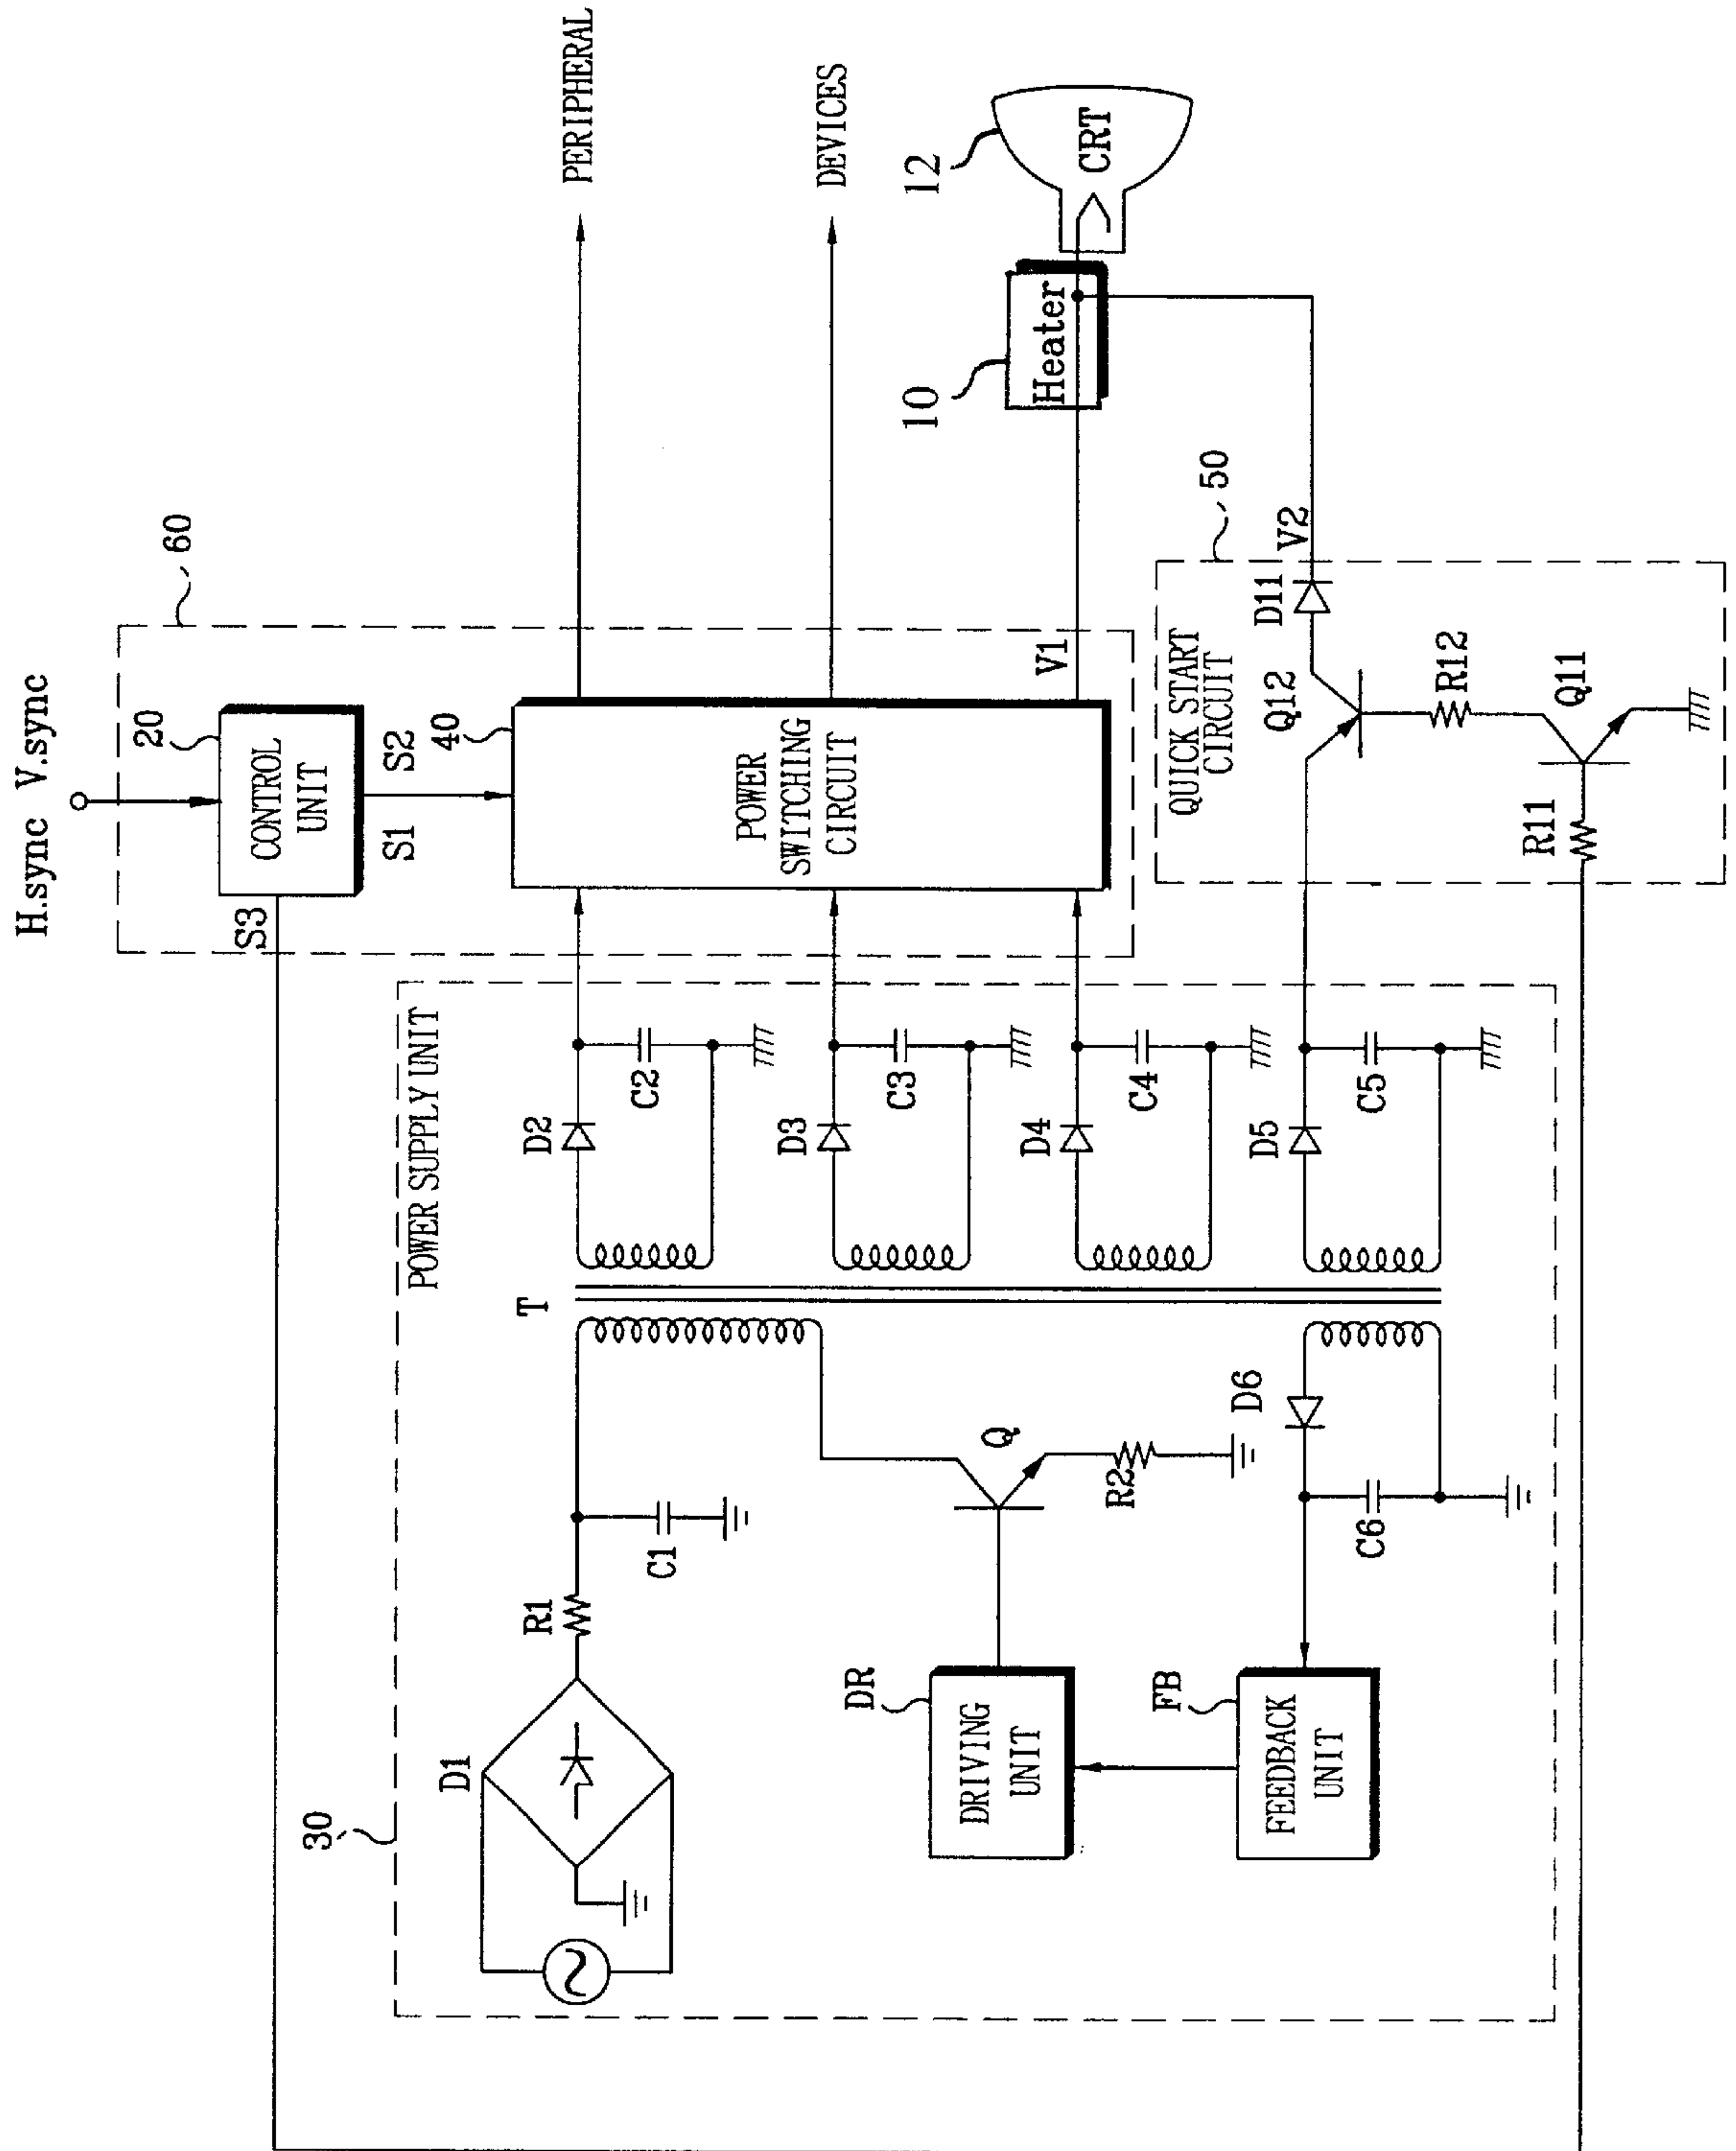 H.sync V.sync
60
20
CONTROL
UNIT
S3
S1
S2
40
POWER
SWITCHING
CIRCUIT
V1
PERIPHERAL
DEVICES
10
Heater
12
CRT
50
QUICK START
CIRCUIT
V2
D11
Q12
R12
Q11
R11
30
POWER SUPPLY UNIT
D1
R1
C1
T
D2
C2
D3
C3
D4
C4
D5
C5
Q
R2
D6
C6
DR
DRIVING
UNIT
FB
FEEDBACK
UNIT